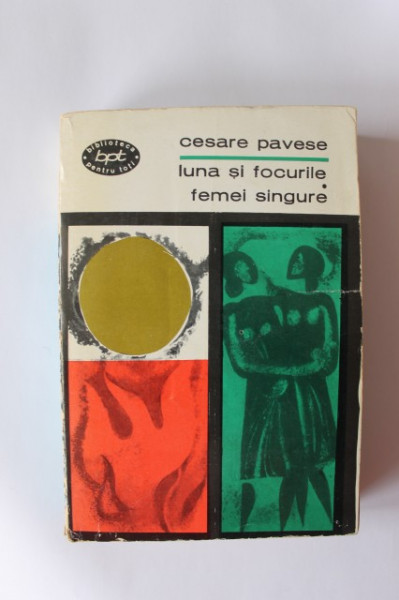 biblioteca
bpt
pentru toți
cesare pavese
luna și focurile
femei singure